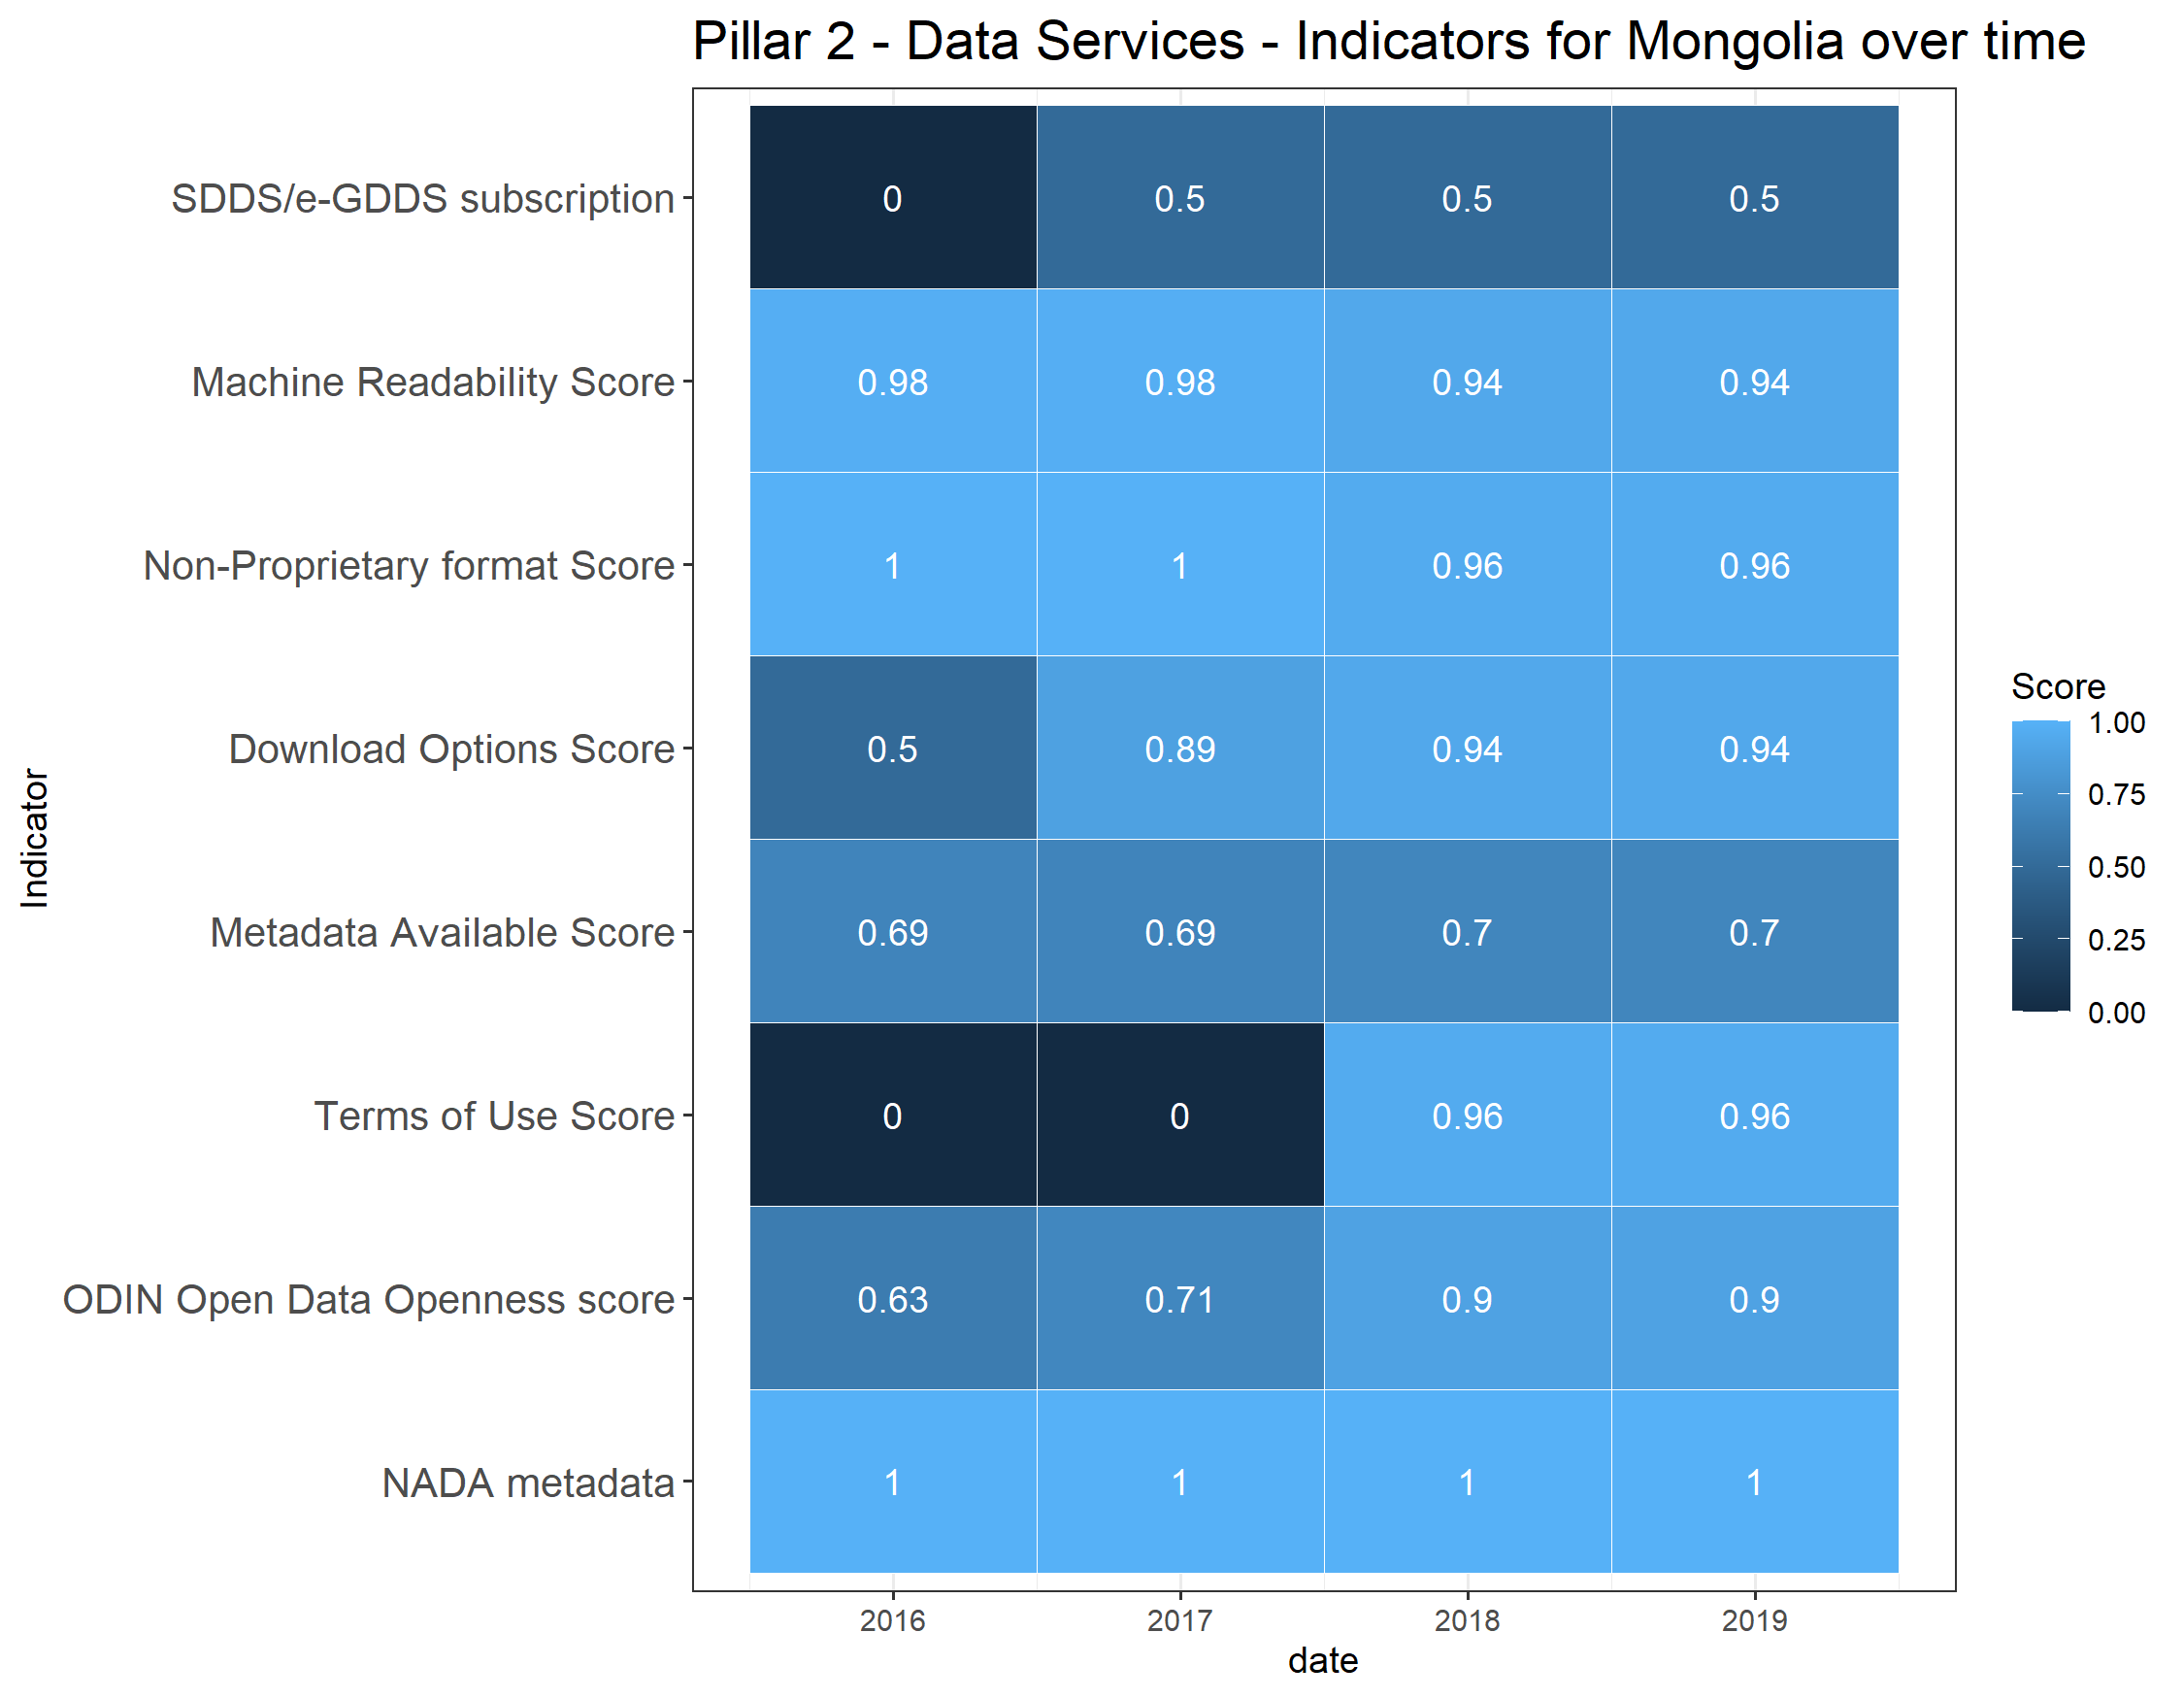 Pillar 2 - Data Services - Indicators for Mongolia over time
Indicator
SDDS/e-GDDS subscription 0 0.5 0.5 0.5
Machine Readability Score 0.98 0.98 0.94 0.94
Non-Proprietary format Score 1 1 0.96 0.96
Download Options Score 0.5 0.89 0.94 0.94
Metadata Available Score 0.69 0.69 0.7 0.7
Terms of Use Score 0 0 0.96 0.96
ODIN Open Data Openness score 0.63 0.71 0.9 0.9
NADA metadata 1 1 1 1
2016 2017 2018 2019
date
Score
1.00
0.75
0.50
0.25
0.00